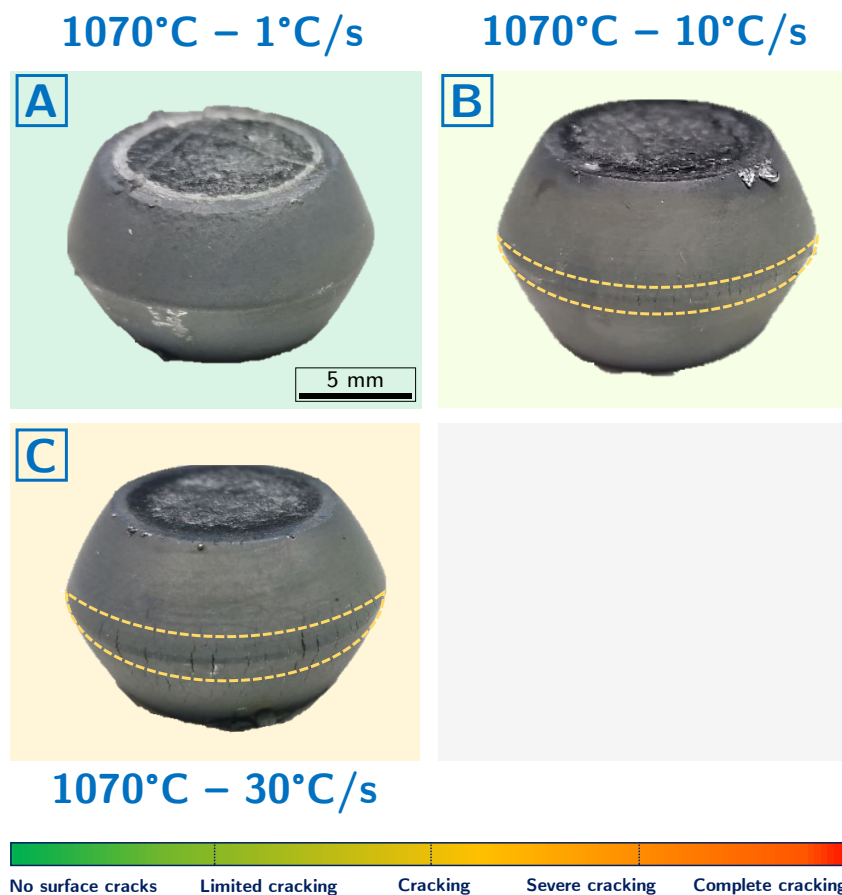 1070°C – 1°C/s
1070°C – 10°C/s
A
B
5 mm
C
1070°C – 30°C/s
No surface cracks
Limited cracking
Cracking
Severe cracking
Complete cracking